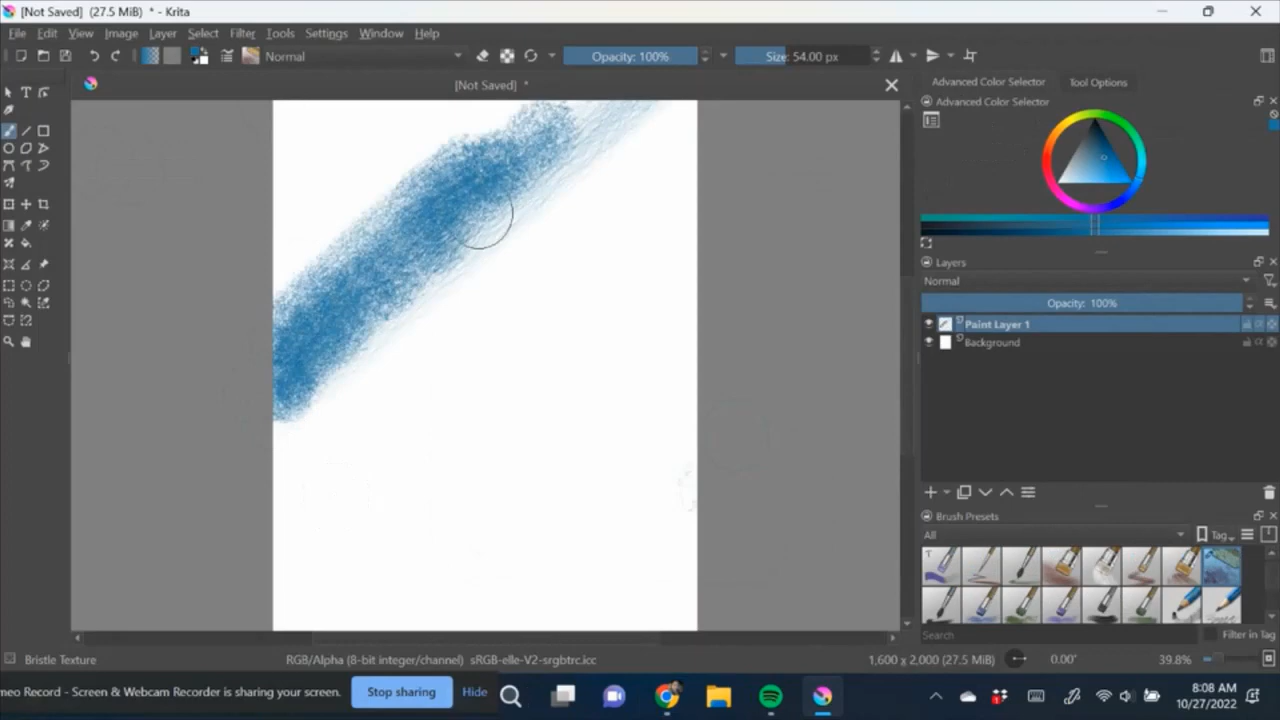 [Not Saved] (27.5 MiB) * - Krita
File Edit View Image Layer Select Filter Tools Settings Window Help
Normal Opacity: 100% Size: 54.00 px
[Not Saved] *
Advanced Color Selector Tool Options
Advanced Color Selector
Layers
Normal
Opacity: 100%
Paint Layer 1
Background
Brush Presets
All Tag
Search Filter in Tag
Bristle Texture RGB/Alpha (8-bit integer/channel) sRGB-elle-V2-srgbtrc.icc 1,600 x 2,000 (27.5 MiB) 0.00° 39.8%
meo Record - Screen & Webcam Recorder is sharing your screen. Stop sharing Hide
8:08 AM
10/27/2022